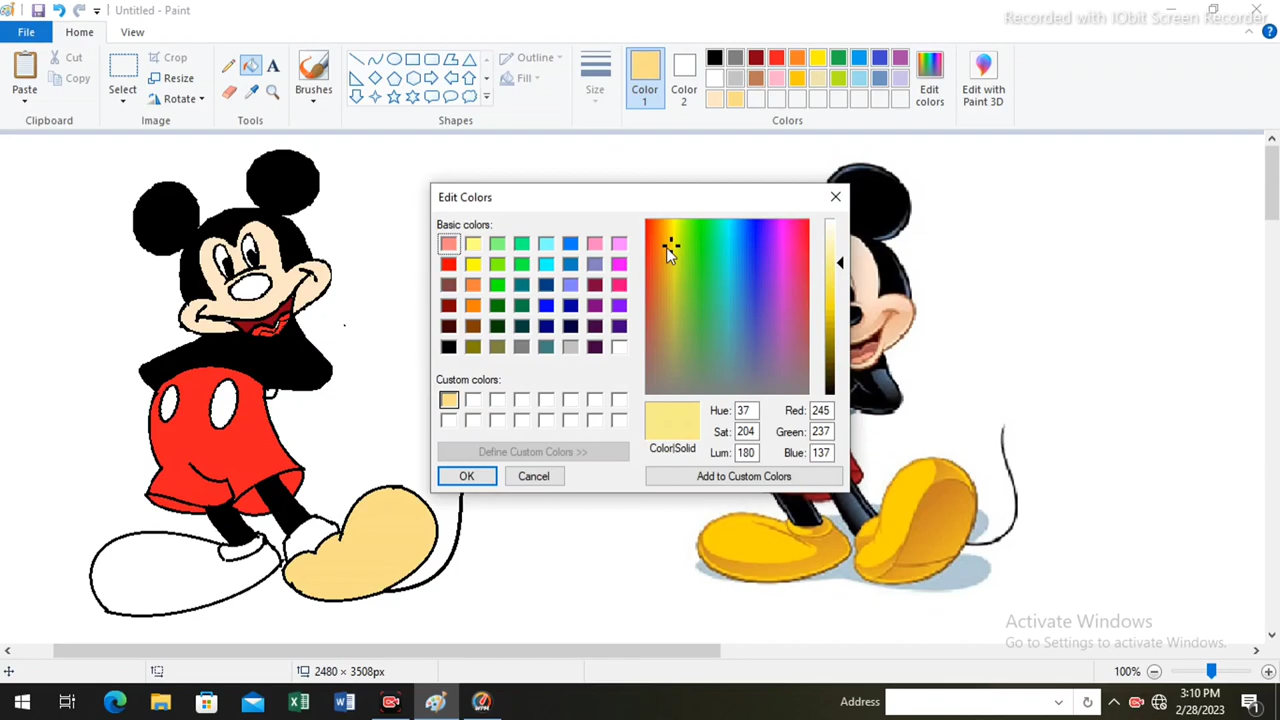 Untitled - Paint
Recorded with IObit Screen Recorder
File
Home
View
Paste
Cut
Copy
Clipboard
Select
Crop
Resize
Rotate
Image
Tools
Brushes
Shapes
Outline
Fill
Size
Color
1
Color
2
Edit
colors
Colors
Edit with
Paint 3D
Edit Colors
Basic colors:
Custom colors:
Define Custom Colors >>
OK
Cancel
Color|Solid
Hue: 37
Sat: 204
Lum: 180
Red: 245
Green: 237
Blue: 137
Add to Custom Colors
Activate Windows
Go to Settings to activate Windows.
2480 × 3508px
100%
Address
3:10 PM
2/28/2023